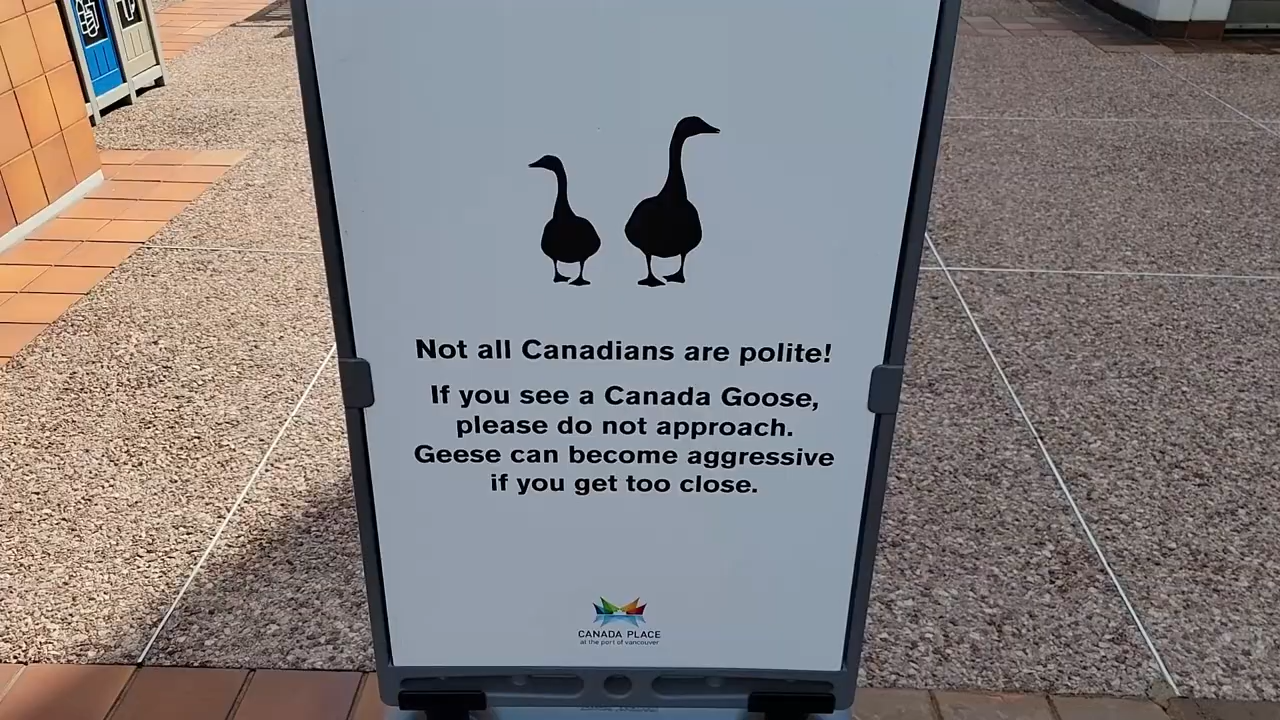 Not all Canadians are polite!
If you see a Canada Goose,
please do not approach.
Geese can become aggressive
if you get too close.
CANADA PLACE
at the port of vancouver